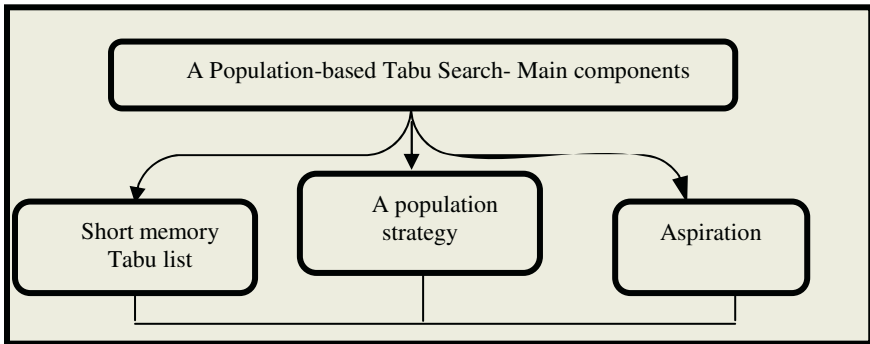 A Population-based Tabu Search- Main components
Short memory
Tabu list
A population
strategy
Aspiration